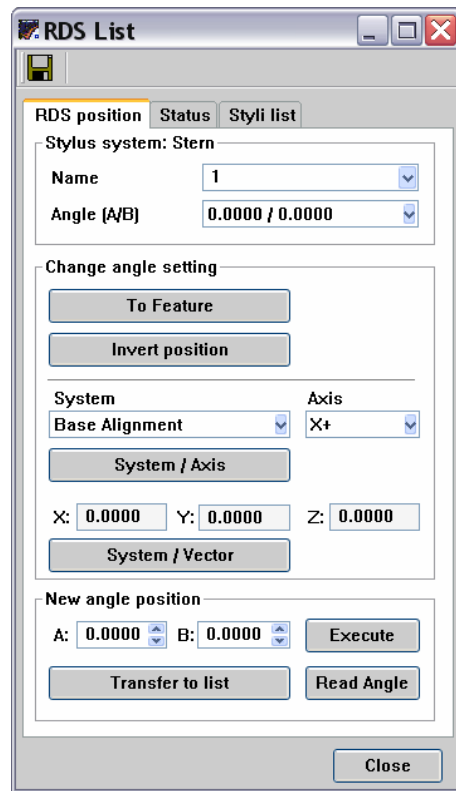 RDS List
RDS position Status Styli list
Stylus system: Stern
Name 1
Angle (A/B) 0.0000 / 0.0000
Change angle setting
To Feature
Invert position
System Axis
Base Alignment X+
System / Axis
X: 0.0000 Y: 0.0000 Z: 0.0000
System / Vector
New angle position
A: 0.0000 B: 0.0000 Execute
Transfer to list Read Angle
Close